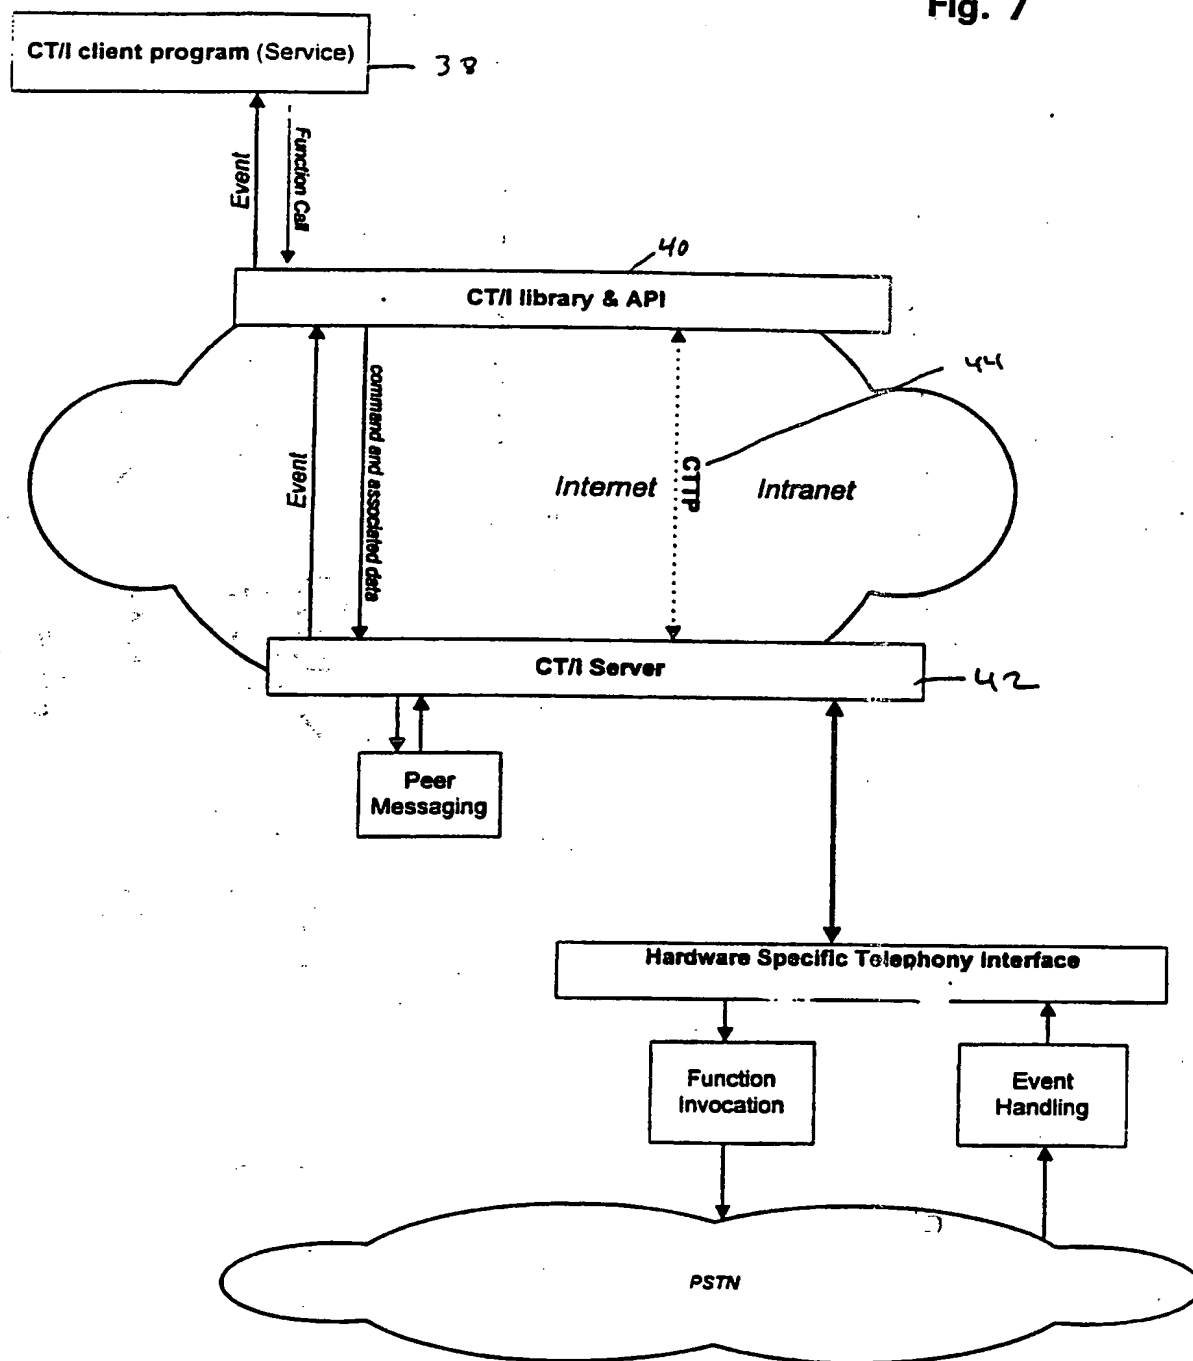 Fig. 7
CT/I client program (Service)
38
Event
Function Call
40
CT/I library & API
44
Event
command and associated data
Internet
CTTP
Intranet
CT/I Server
42
Peer
Messaging
Hardware Specific Telephony Interface
Function
Invocation
Event
Handling
PSTN